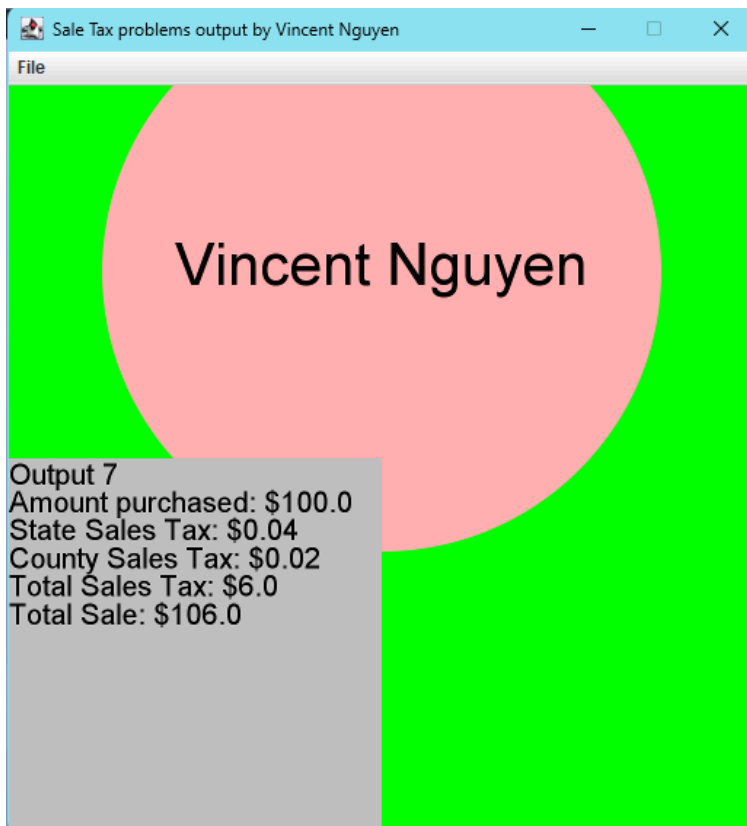 Sale Tax problems output by Vincent Nguyen
File
Vincent Nguyen
Output 7
Amount purchased: $100.0
State Sales Tax: $0.04
County Sales Tax: $0.02
Total Sales Tax: $6.0
Total Sale: $106.0